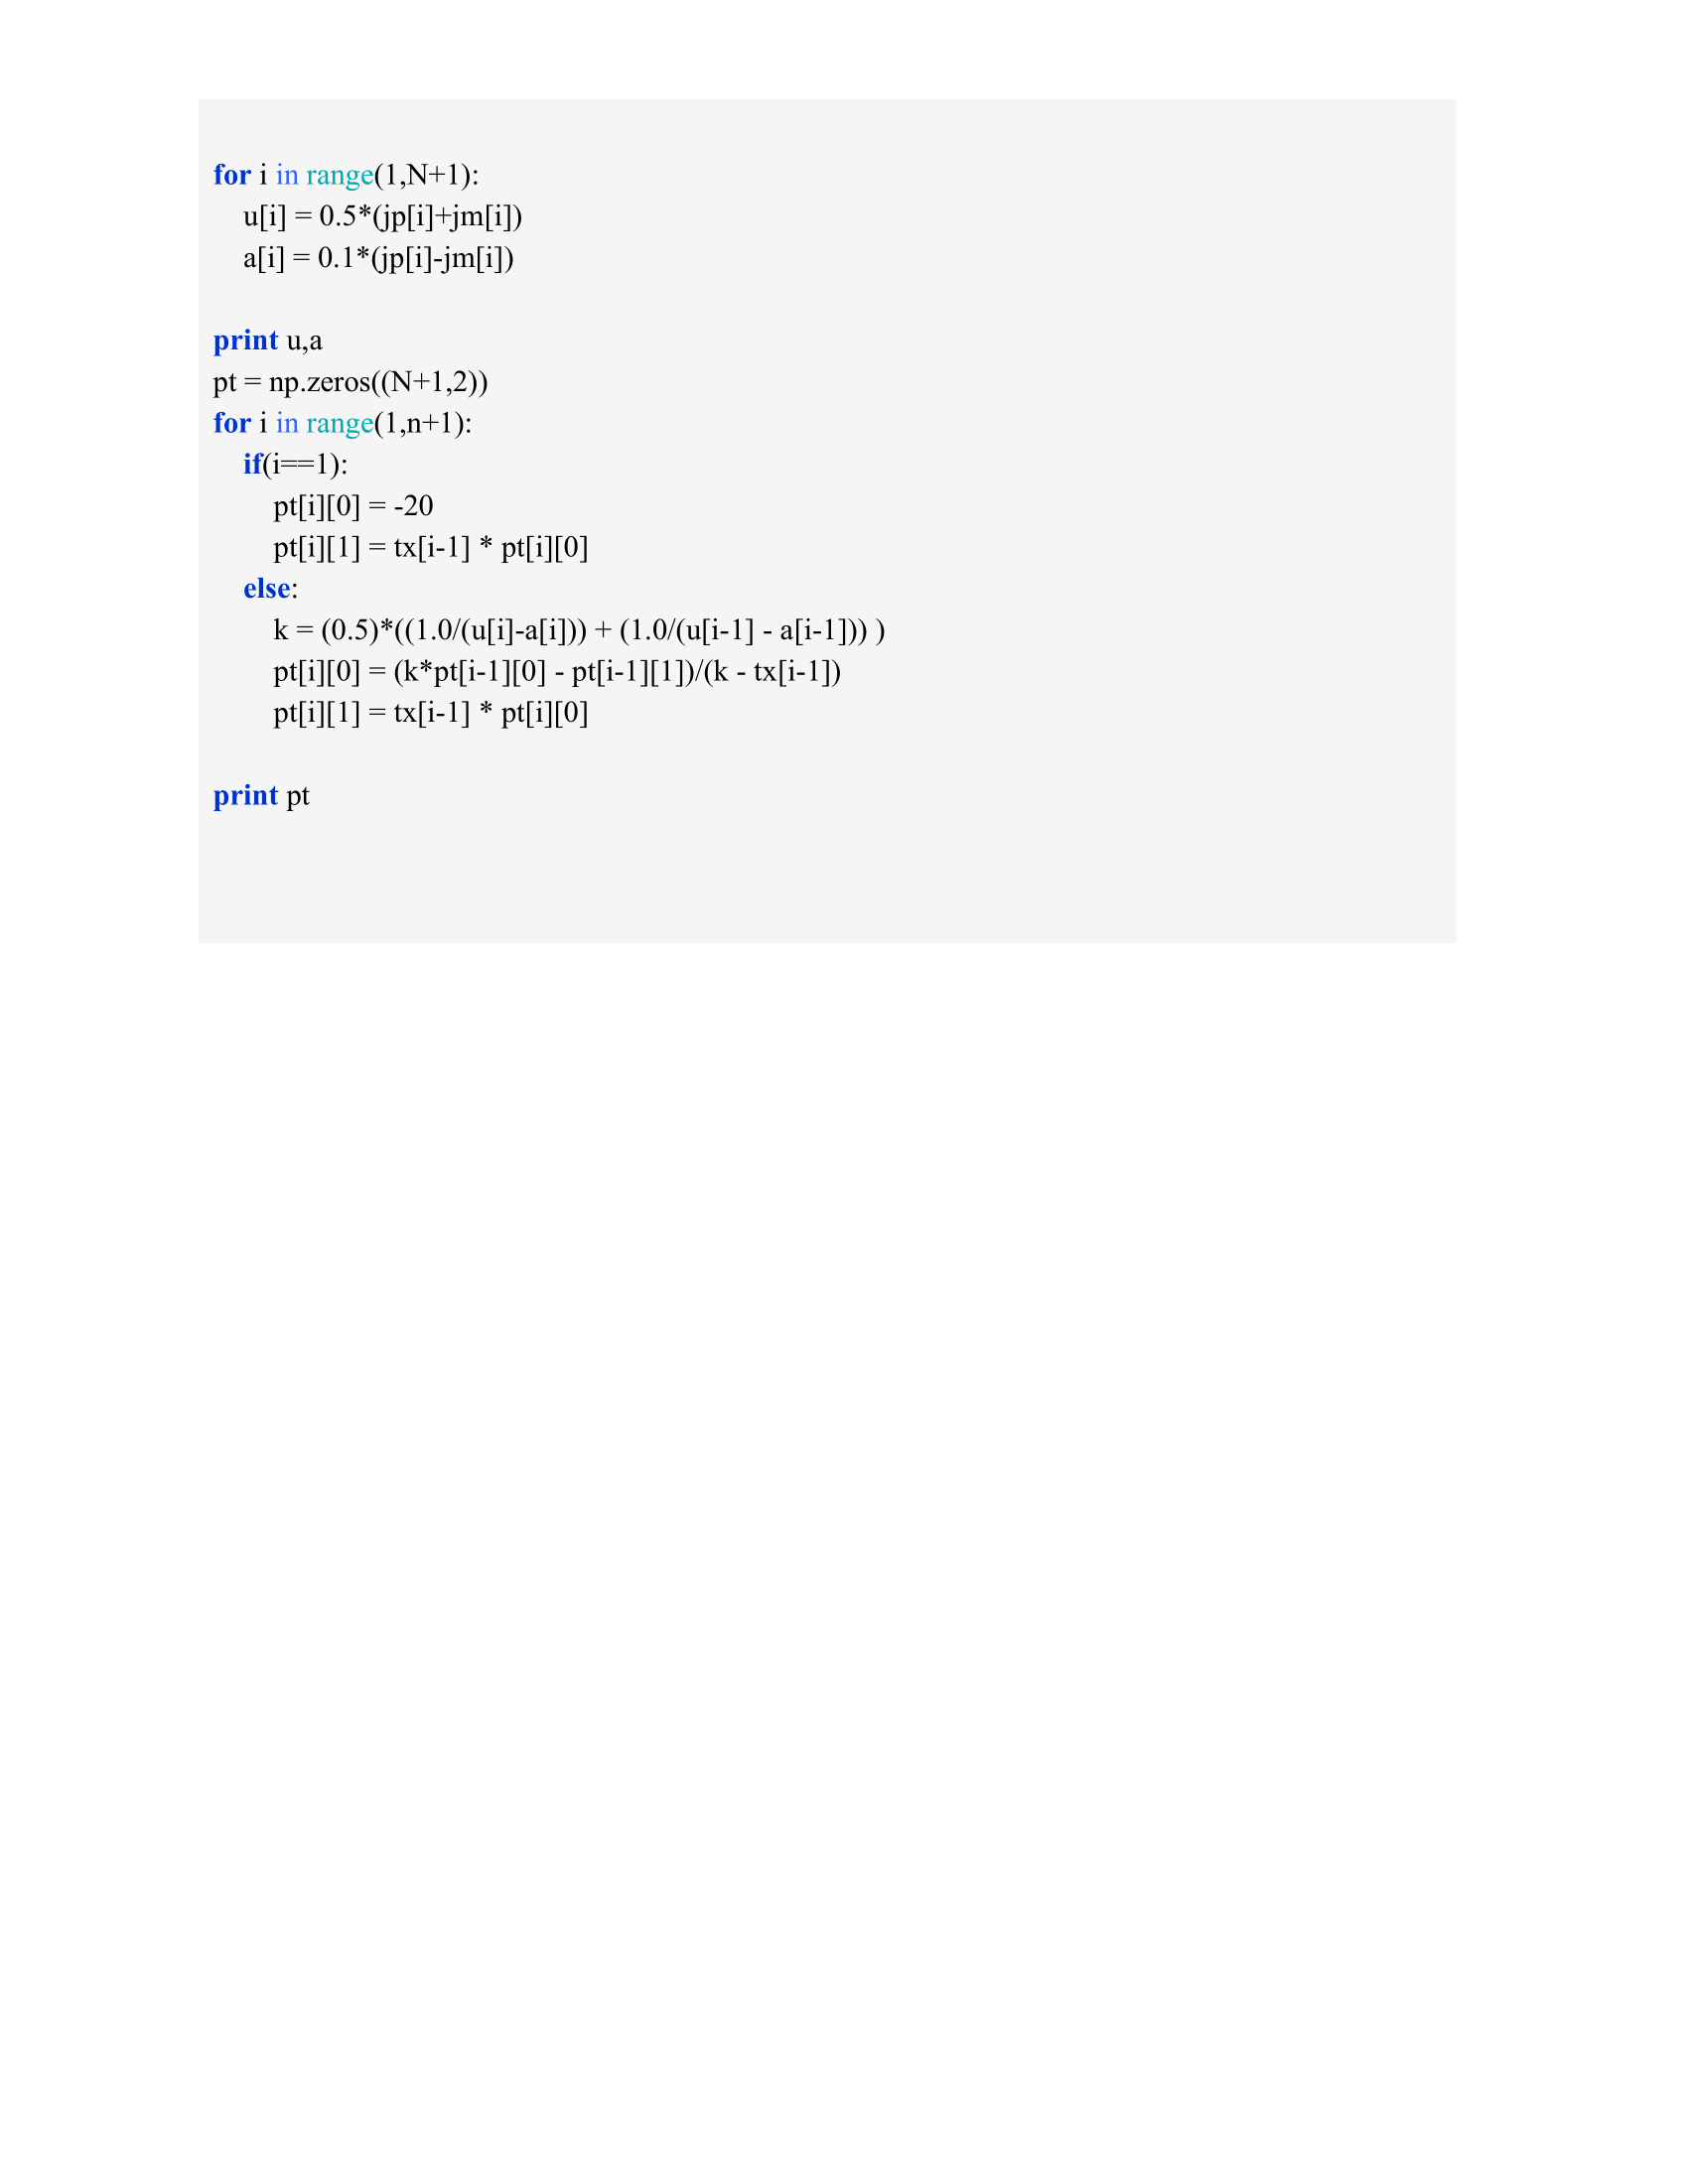 for i in range(1,N+1):
    u[i] = 0.5*(jp[i]+jm[i])
    a[i] = 0.1*(jp[i]-jm[i])
print u,a
pt = np.zeros((N+1,2))
for i in range(1,n+1):
    if(i==1):
        pt[i][0] = -20
        pt[i][1] = tx[i-1] * pt[i][0]
    else:
        k = (0.5)*((1.0/(u[i]-a[i])) + (1.0/(u[i-1] - a[i-1])) )
        pt[i][0] = (k*pt[i-1][0] - pt[i-1][1])/(k - tx[i-1])
        pt[i][1] = tx[i-1] * pt[i][0]
print pt